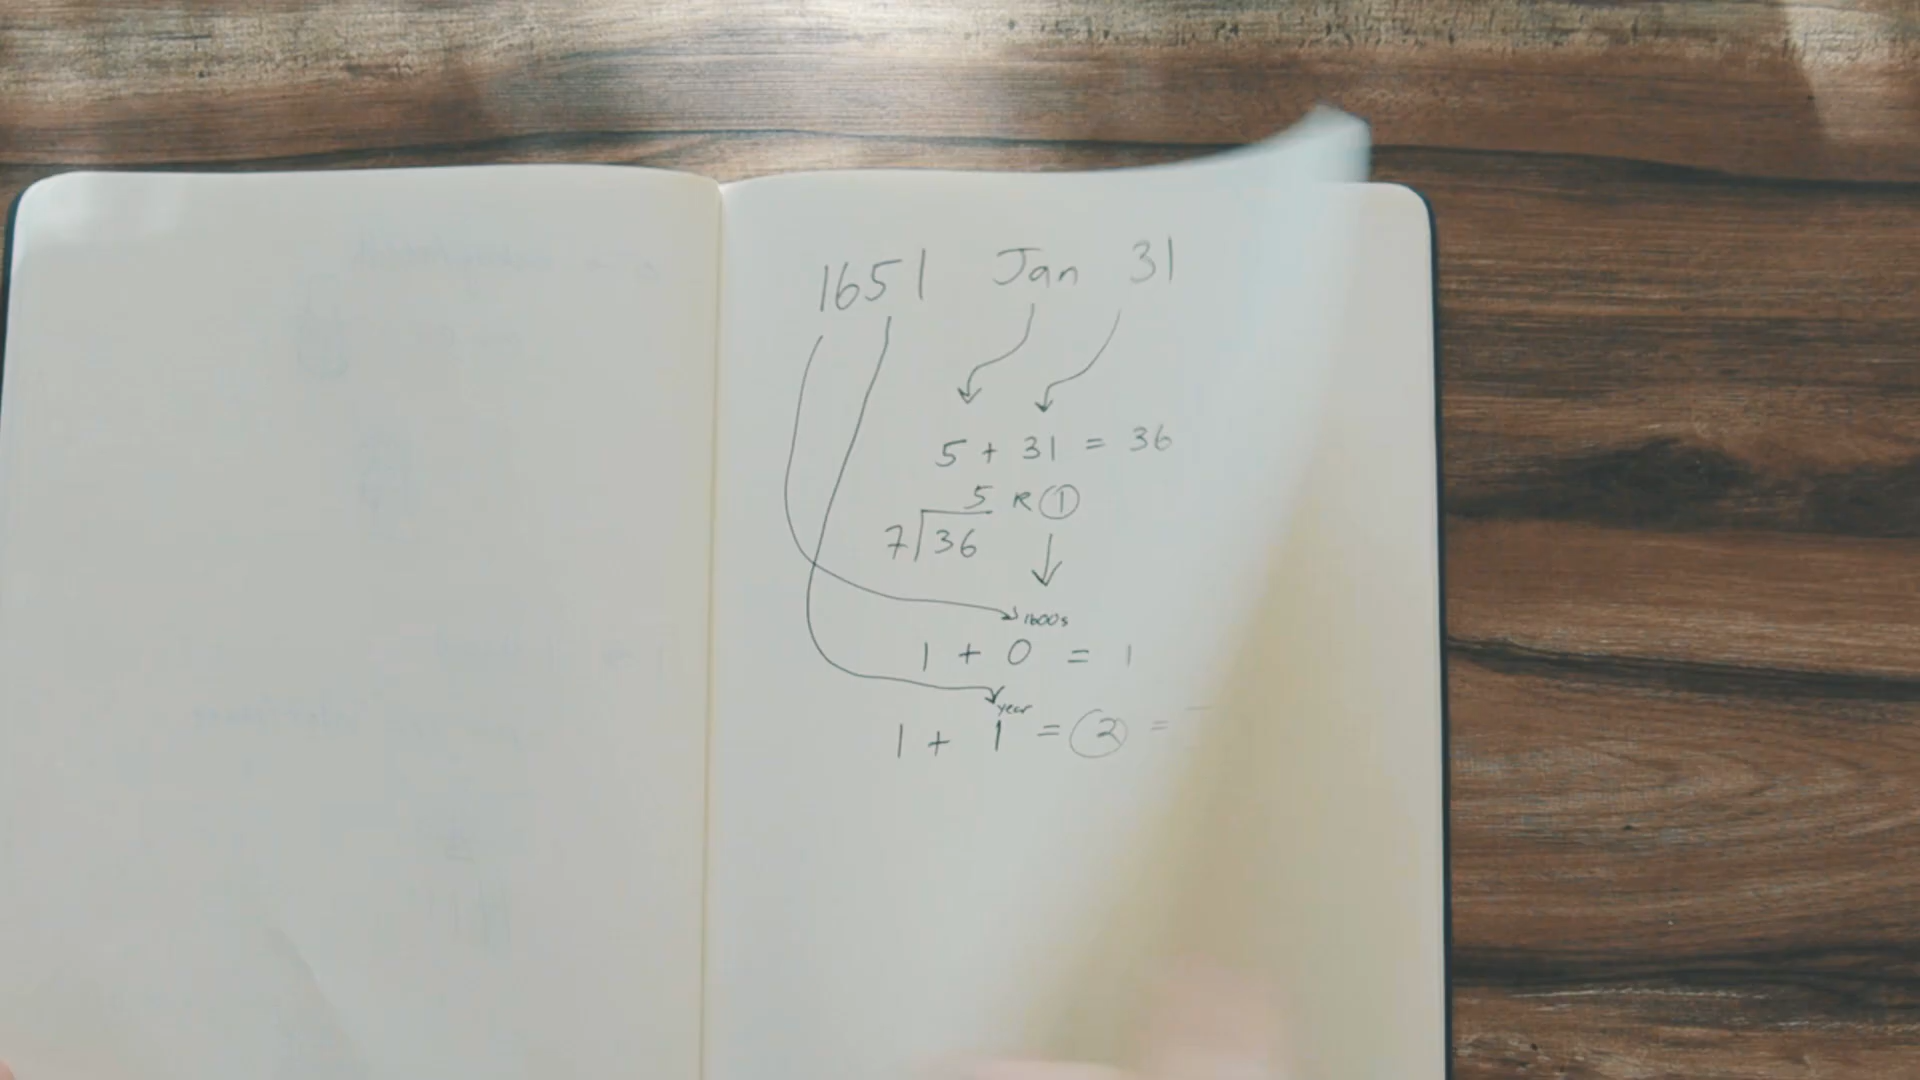 1651 Jan 31
5 + 31 = 36
5 R 1
7 36
1600s
1 + 0 = 1
year
1 + 1 = 2 =